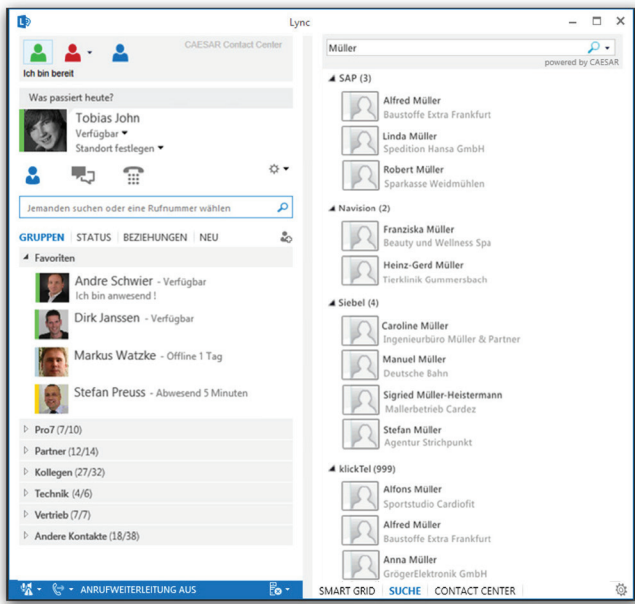 Lync
CAESAR Contact Center
Ich bin bereit
Was passiert heute?
Tobias John
Verfügbar
Standort festlegen
Jemanden suchen oder eine Rufnummer wählen
GRUPPEN STATUS BEZIEHUNGEN NEU
Favoriten
Andre Schwier - Verfügbar
Ich bin anwesend !
Dirk Janssen - Verfügbar
Markus Watzke - Offline 1 Tag
Stefan Preuss - Abwesend 5 Minuten
Pro7 (7/10)
Partner (12/14)
Kollegen (27/32)
Technik (4/6)
Vertrieb (7/7)
Andere Kontakte (18/38)
ANRUFWEITERLEITUNG AUS
Müller
powered by CAESAR
SAP (3)
Alfred Müller
Baustoffe Extra Frankfurt
Linda Müller
Spedition Hansa GmbH
Robert Müller
Sparkasse Weidmühlen
Navision (2)
Franziska Müller
Beauty und Wellness Spa
Heinz-Gerd Müller
Tierklinik Gummersbach
Siebel (4)
Caroline Müller
Ingenieurbüro Müller & Partner
Manuel Müller
Deutsche Bahn
Sigried Müller-Heistermann
Mallerbetrieb Cardez
Stefan Müller
Agentur Strichpunkt
klickTel (999)
Alfons Müller
Sportstudio Cardiofit
Alfred Müller
Baustoffe Extra Frankfurt
Anna Müller
GrögerElektronik GmbH
SMART GRID SUCHE CONTACT CENTER